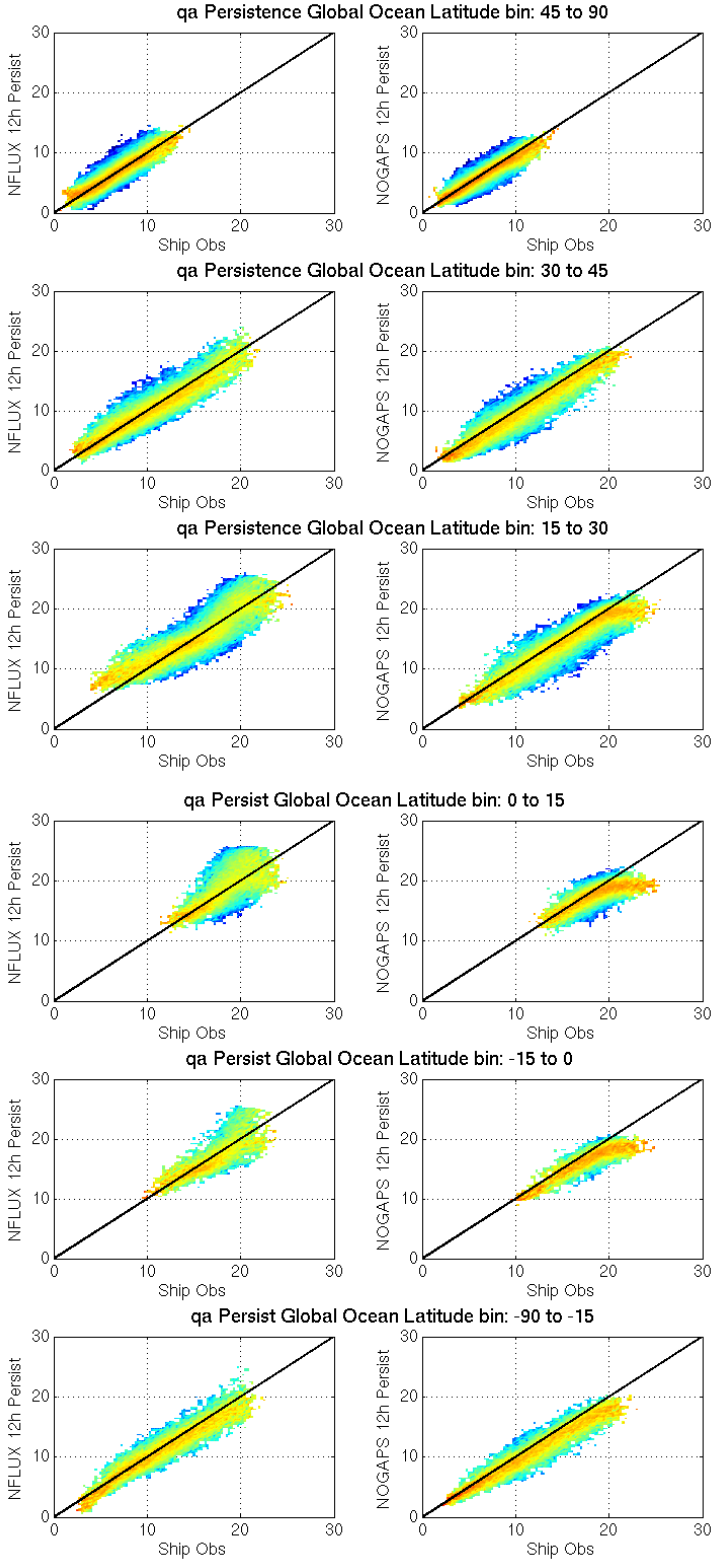 qa Persistence Global Ocean Latitude bin: 45 to 90
NFLUX 12h Persist
30
20
10
0
0 10 20 30
Ship Obs
NOGAPS 12h Persist
30
20
10
0
0 10 20 30
Ship Obs
qa Persistence Global Ocean Latitude bin: 30 to 45
NFLUX 12h Persist
30
20
10
0
0 10 20 30
Ship Obs
NOGAPS 12h Persist
30
20
10
0
0 10 20 30
Ship Obs
qa Persistence Global Ocean Latitude bin: 15 to 30
NFLUX 12h Persist
30
20
10
0
0 10 20 30
Ship Obs
NOGAPS 12h Persist
30
20
10
0
0 10 20 30
Ship Obs
qa Persist Global Ocean Latitude bin: 0 to 15
NFLUX 12h Persist
30
20
10
0
0 10 20 30
Ship Obs
NOGAPS 12h Persist
30
20
10
0
0 10 20 30
Ship Obs
qa Persist Global Ocean Latitude bin: -15 to 0
NFLUX 12h Persist
30
20
10
0
0 10 20 30
Ship Obs
NOGAPS 12h Persist
30
20
10
0
0 10 20 30
Ship Obs
qa Persist Global Ocean Latitude bin: -90 to -15
NFLUX 12h Persist
30
20
10
0
0 10 20 30
Ship Obs
NOGAPS 12h Persist
30
20
10
0
0 10 20 30
Ship Obs